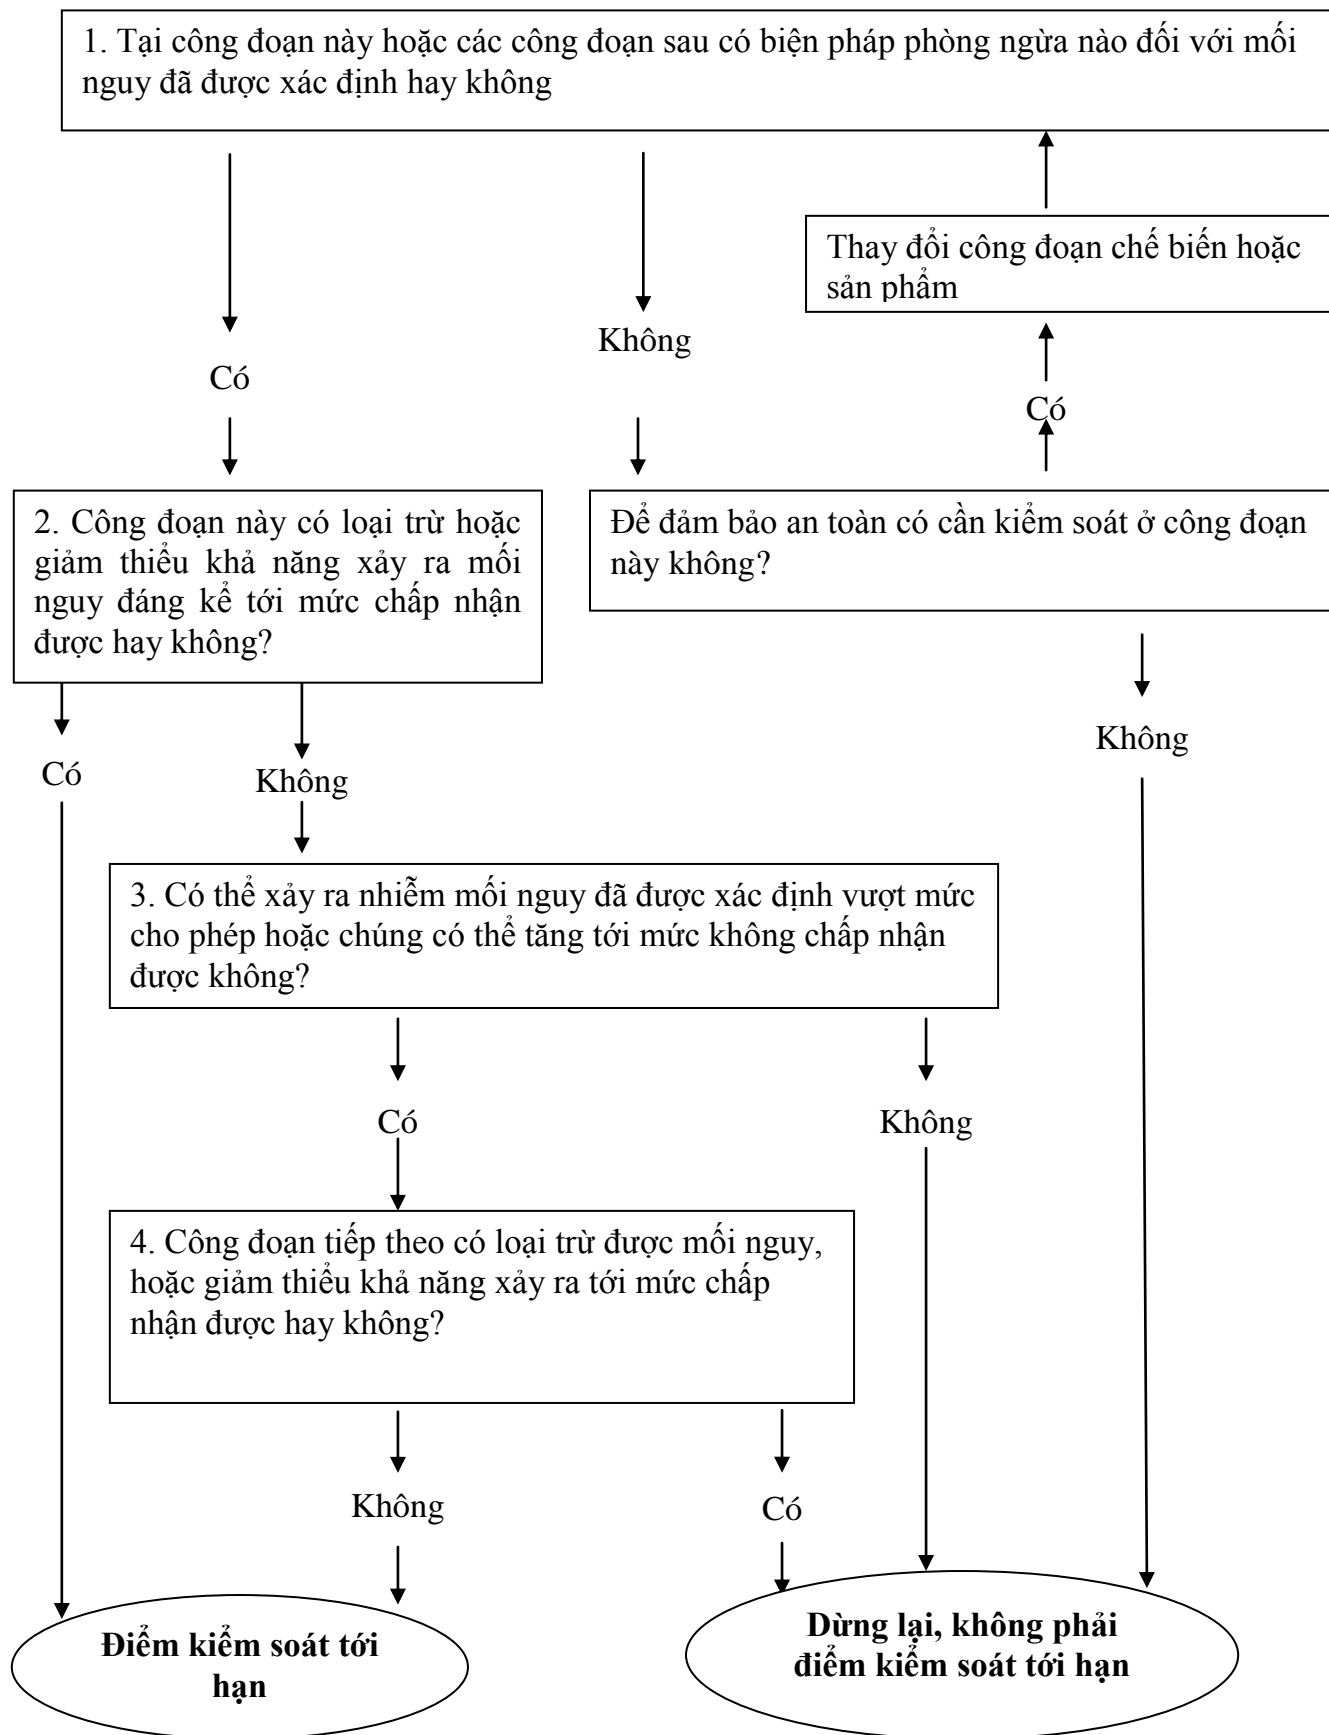 1. Tại công đoạn này hoặc các công đoạn sau có biện pháp phòng ngừa nào đối với mối
nguy đã được xác định hay không
Thay đổi công đoạn chế biến hoặc
sản phẩm
Không
Có
Có
2. Công đoạn này có loại trừ hoặc
giảm thiểu khả năng xảy ra mối
nguy đáng kể tới mức chấp nhận
được hay không?
Để đảm bảo an toàn có cần kiểm soát ở công đoạn
này không?
Không
Có
Không
3. Có thể xảy ra nhiễm mối nguy đã được xác định vượt mức
cho phép hoặc chúng có thể tăng tới mức không chấp nhận
được không?
Có
Không
4. Công đoạn tiếp theo có loại trừ được mối nguy,
hoặc giảm thiểu khả năng xảy ra tới mức chấp
nhận được hay không?
Không
Có
Điểm kiểm soát tới
hạn
Dừng lại, không phải
điểm kiểm soát tới hạn